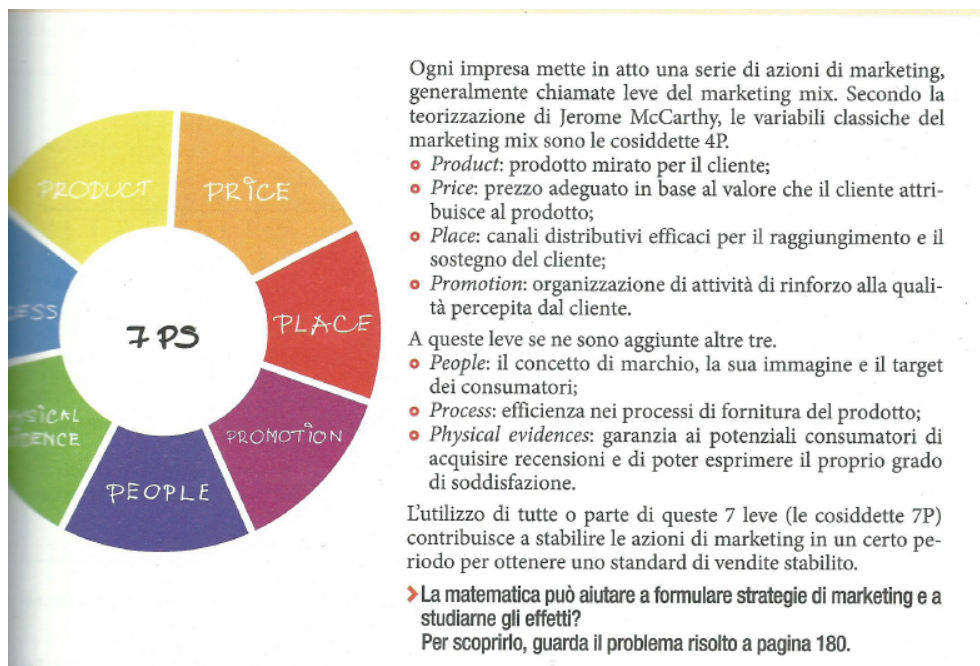 PRODUCT
PRICE
PLACE
PROMOTION
PEOPLE
7 PS
Ogni impresa mette in atto una serie di azioni di marketing,
generalmente chiamate leve del marketing mix. Secondo la
teorizzazione di Jerome McCarthy, le variabili classiche del
marketing mix sono le cosiddette 4P.
Product: prodotto mirato per il cliente;
Price: prezzo adeguato in base al valore che il cliente attri-
buisce al prodotto;
Place: canali distributivi efficaci per il raggiungimento e il
sostegno del cliente;
Promotion: organizzazione di attività di rinforzo alla quali-
tà percepita dal cliente.
A queste leve se ne sono aggiunte altre tre.
People: il concetto di marchio, la sua immagine e il target
dei consumatori;
Process: efficienza nei processi di fornitura del prodotto;
Physical evidences: garanzia ai potenziali consumatori di
acquisire recensioni e di poter esprimere il proprio grado
di soddisfazione.
L'utilizzo di tutte o parte di queste 7 leve (le cosiddette 7P)
contribuisce a stabilire le azioni di marketing in un certo pe-
riodo per ottenere uno standard di vendite stabilito.
La matematica può aiutare a formulare strategie di marketing e a
studiarne gli effetti?
Per scoprirlo, guarda il problema risolto a pagina 180.